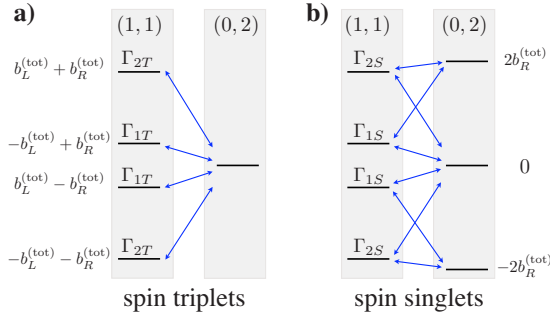 a)
(1, 1) (0, 2)
b_L^{(tot)} + b_R^{(tot)}
Γ_{2T}
-b_L^{(tot)} + b_R^{(tot)}
Γ_{1T}
b_L^{(tot)} - b_R^{(tot)}
Γ_{1T}
-b_L^{(tot)} - b_R^{(tot)}
Γ_{2T}
spin triplets
b)
(1, 1) (0, 2)
Γ_{2S}
2b_R^{(tot)}
Γ_{1S}
0
Γ_{1S}
Γ_{2S}
-2b_R^{(tot)}
spin singlets